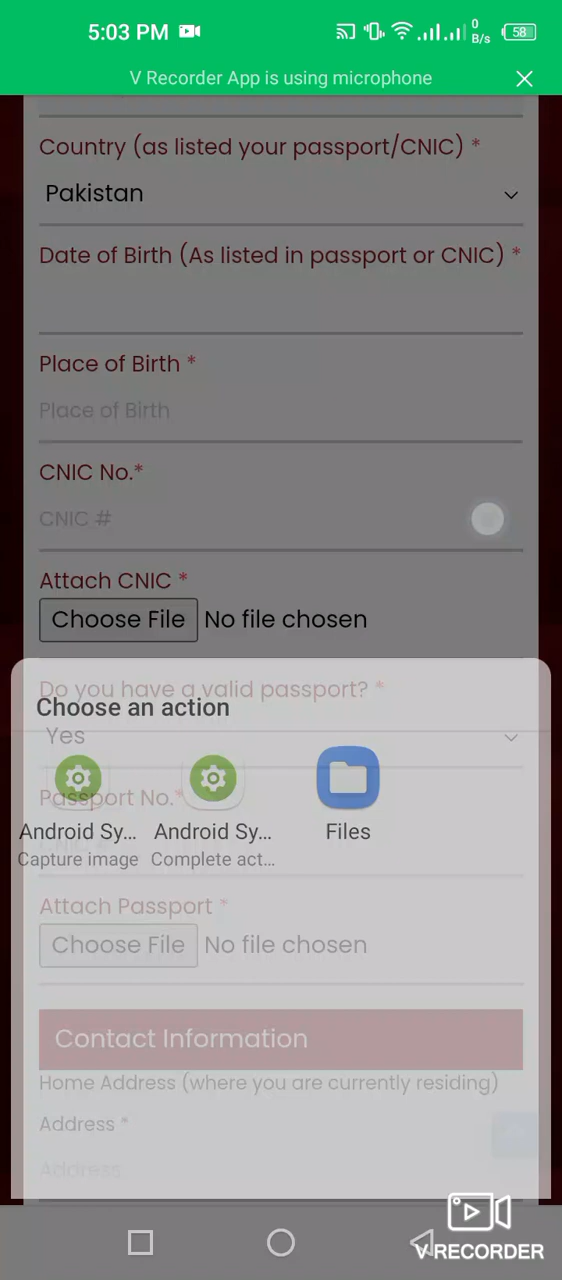 5:03 PM
0
B/s
58
V Recorder App is using microphone
Country (as listed your passport/CNIC) *
Pakistan
Date of Birth (As listed in passport or CNIC) *
Place of Birth *
Place of Birth
CNIC No.*
CNIC #
Attach CNIC *
Choose File No file chosen
Do you have a valid passport? *
Choose an action
Yes
Passport No.*
Android Sy... Android Sy... Files
Capture image Complete act...
CNIC #
Attach Passport *
Choose File No file chosen
Contact Information
Home Address (where you are currently residing)
Address *
Address
V RECORDER